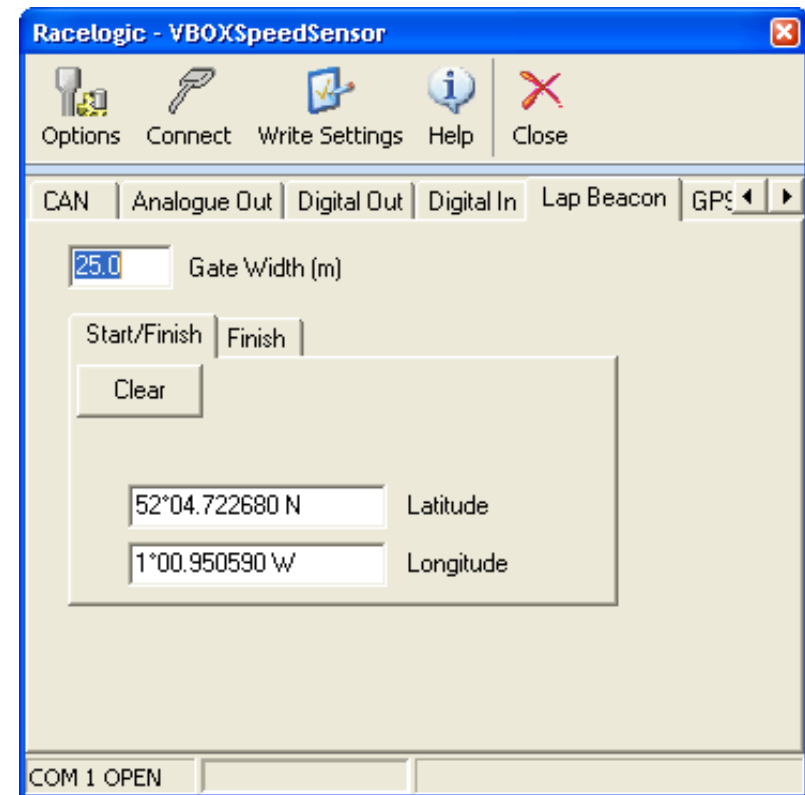 Racelogic - VBOXSpeedSensor
Options Connect Write Settings Help Close
CAN Analogue Out Digital Out Digital In Lap Beacon GPS
25.0 Gate Width (m)
Start/Finish Finish
Clear
52°04.722680 N Latitude
1°00.950590 W Longitude
COM 1 OPEN